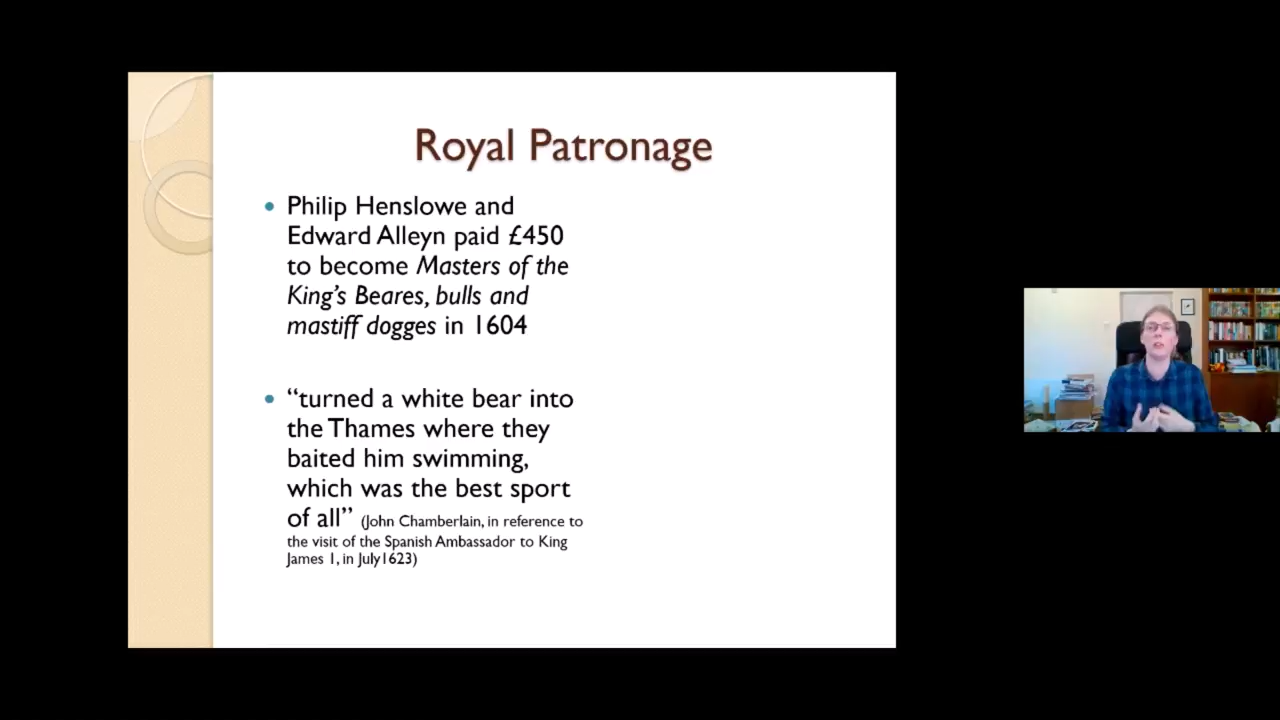 Royal Patronage
Philip Henslowe and
Edward Alleyn paid £450
to become Masters of the
King's Beares, bulls and
mastiff dogges in 1604
“turned a white bear into
the Thames where they
baited him swimming,
which was the best sport
of all” (John Chamberlain, in reference to
the visit of the Spanish Ambassador to King
James 1, in July1623)